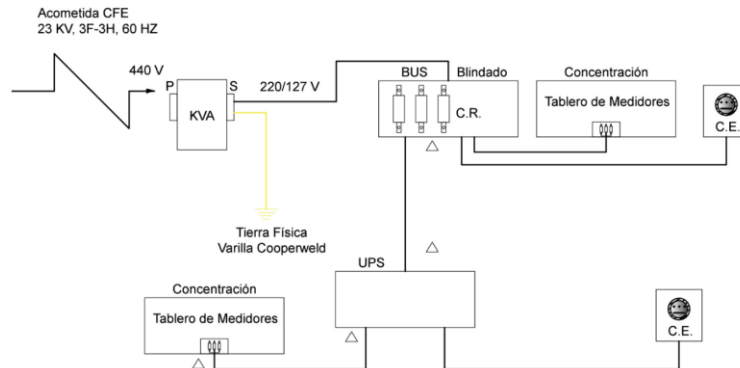 Acometida CFE
23 KV, 3F-3H, 60 HZ
440 V
P
S
KVA
220/127 V
BUS
Blindado
C.R.
Concentración
Tablero de Medidores
C.E.
Tierra Física
Varilla Cooperweld
UPS
Concentración
Tablero de Medidores
C.E.